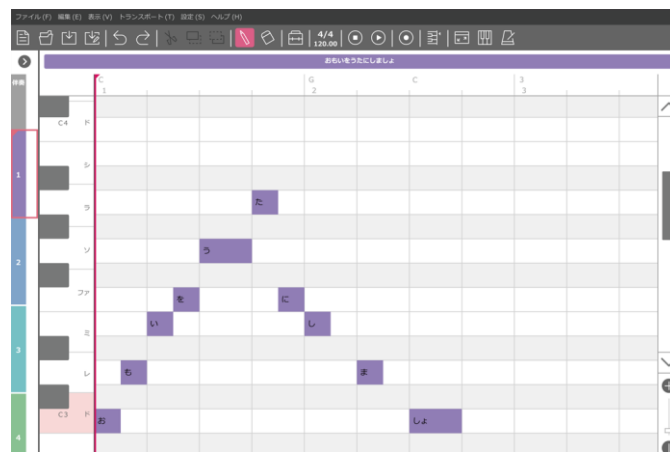 ファイル(F) 編集(E) 表示(V) トランスポート(T) 設定(S) ヘルプ(H)
4/4
120.00
おもいをうたにしましょ
伴奏
C G C 3
1 2 3
C4 ド
シ
1
ラ た
ソ う
2
ファ を に
ミ い し
3
レ も ま
C3 ド お しょ
4